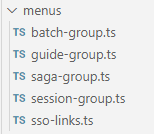 menus
TS batch-group.ts
TS guide-group.ts
TS saga-group.ts
TS session-group.ts
TS sso-links.ts